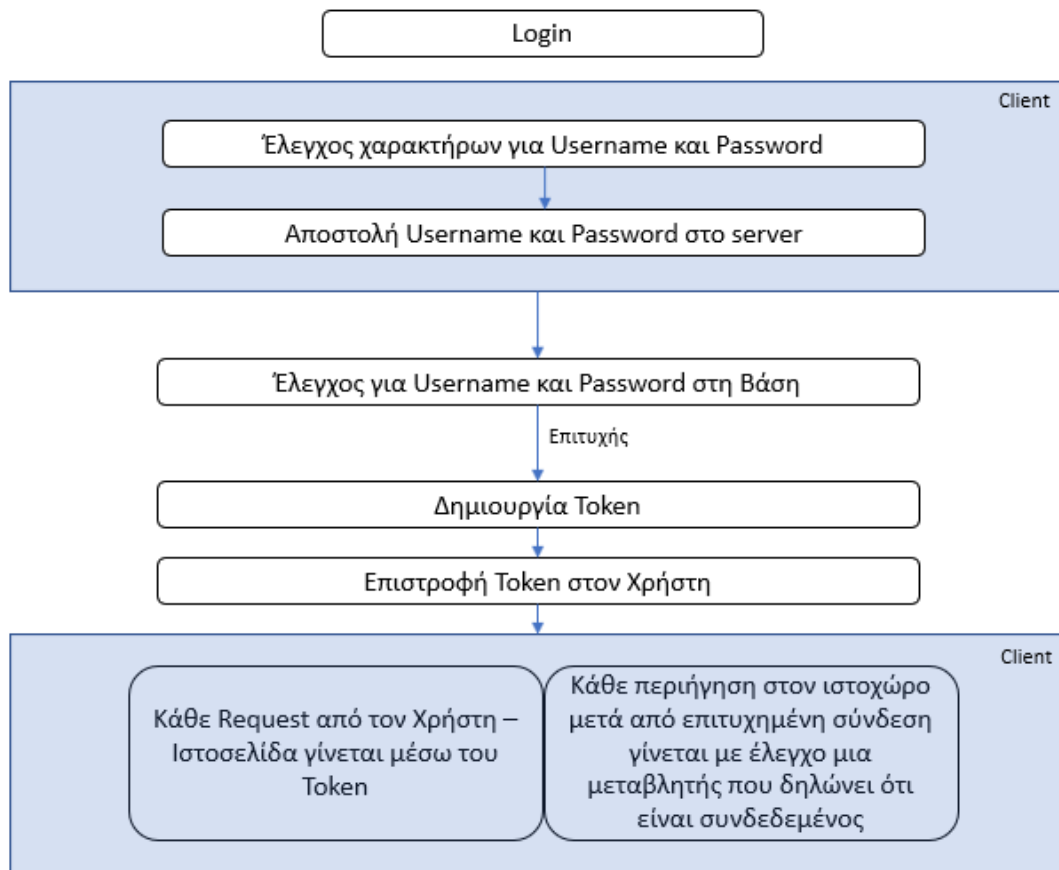 Login
Client
Έλεγχος χαρακτήρων για Username και Password
Αποστολή Username και Password στο server
Έλεγχος για Username και Password στη Βάση
Επιτυχής
Δημιουργία Token
Επιστροφή Token στον Χρήστη
Client
Κάθε Request από τον Χρήστη –
Ιστοσελίδα γίνεται μέσω του
Token
Κάθε περιήγηση στον ιστοχώρο
μετά από επιτυχημένη σύνδεση
γίνεται με έλεγχο μια
μεταβλητής που δηλώνει ότι
είναι συνδεδεμένος